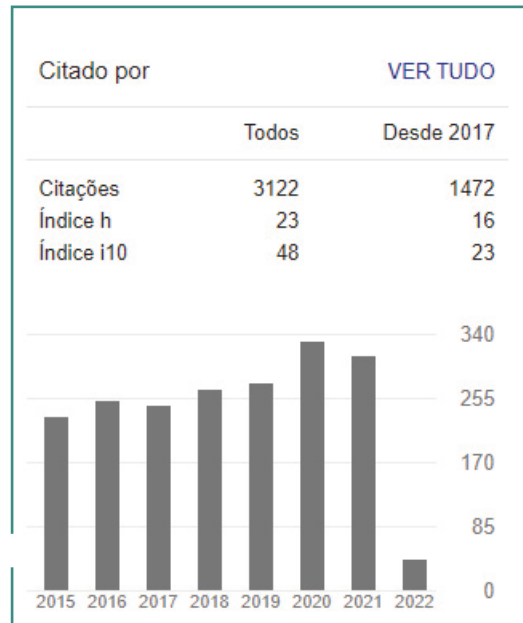 Citado por VER TUDO
Todos Desde 2017
Citações 3122 1472
Índice h 23 16
Índice i10 48 23
340
255
170
85
0
2015 2016 2017 2018 2019 2020 2021 2022